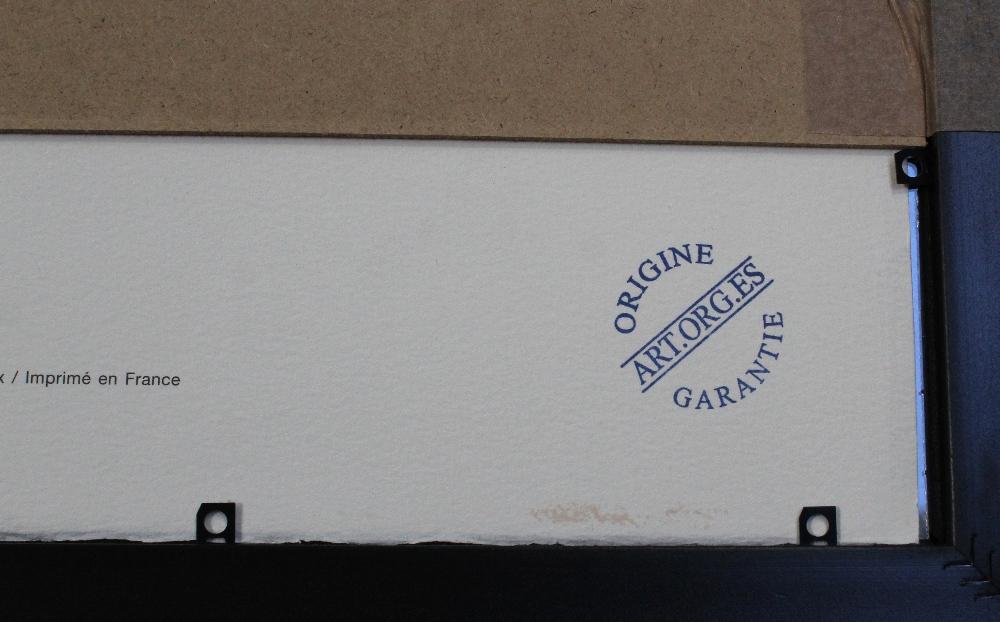 x / Imprimé en France
ORIGINE
ART.ORG.ES
GARANTIE